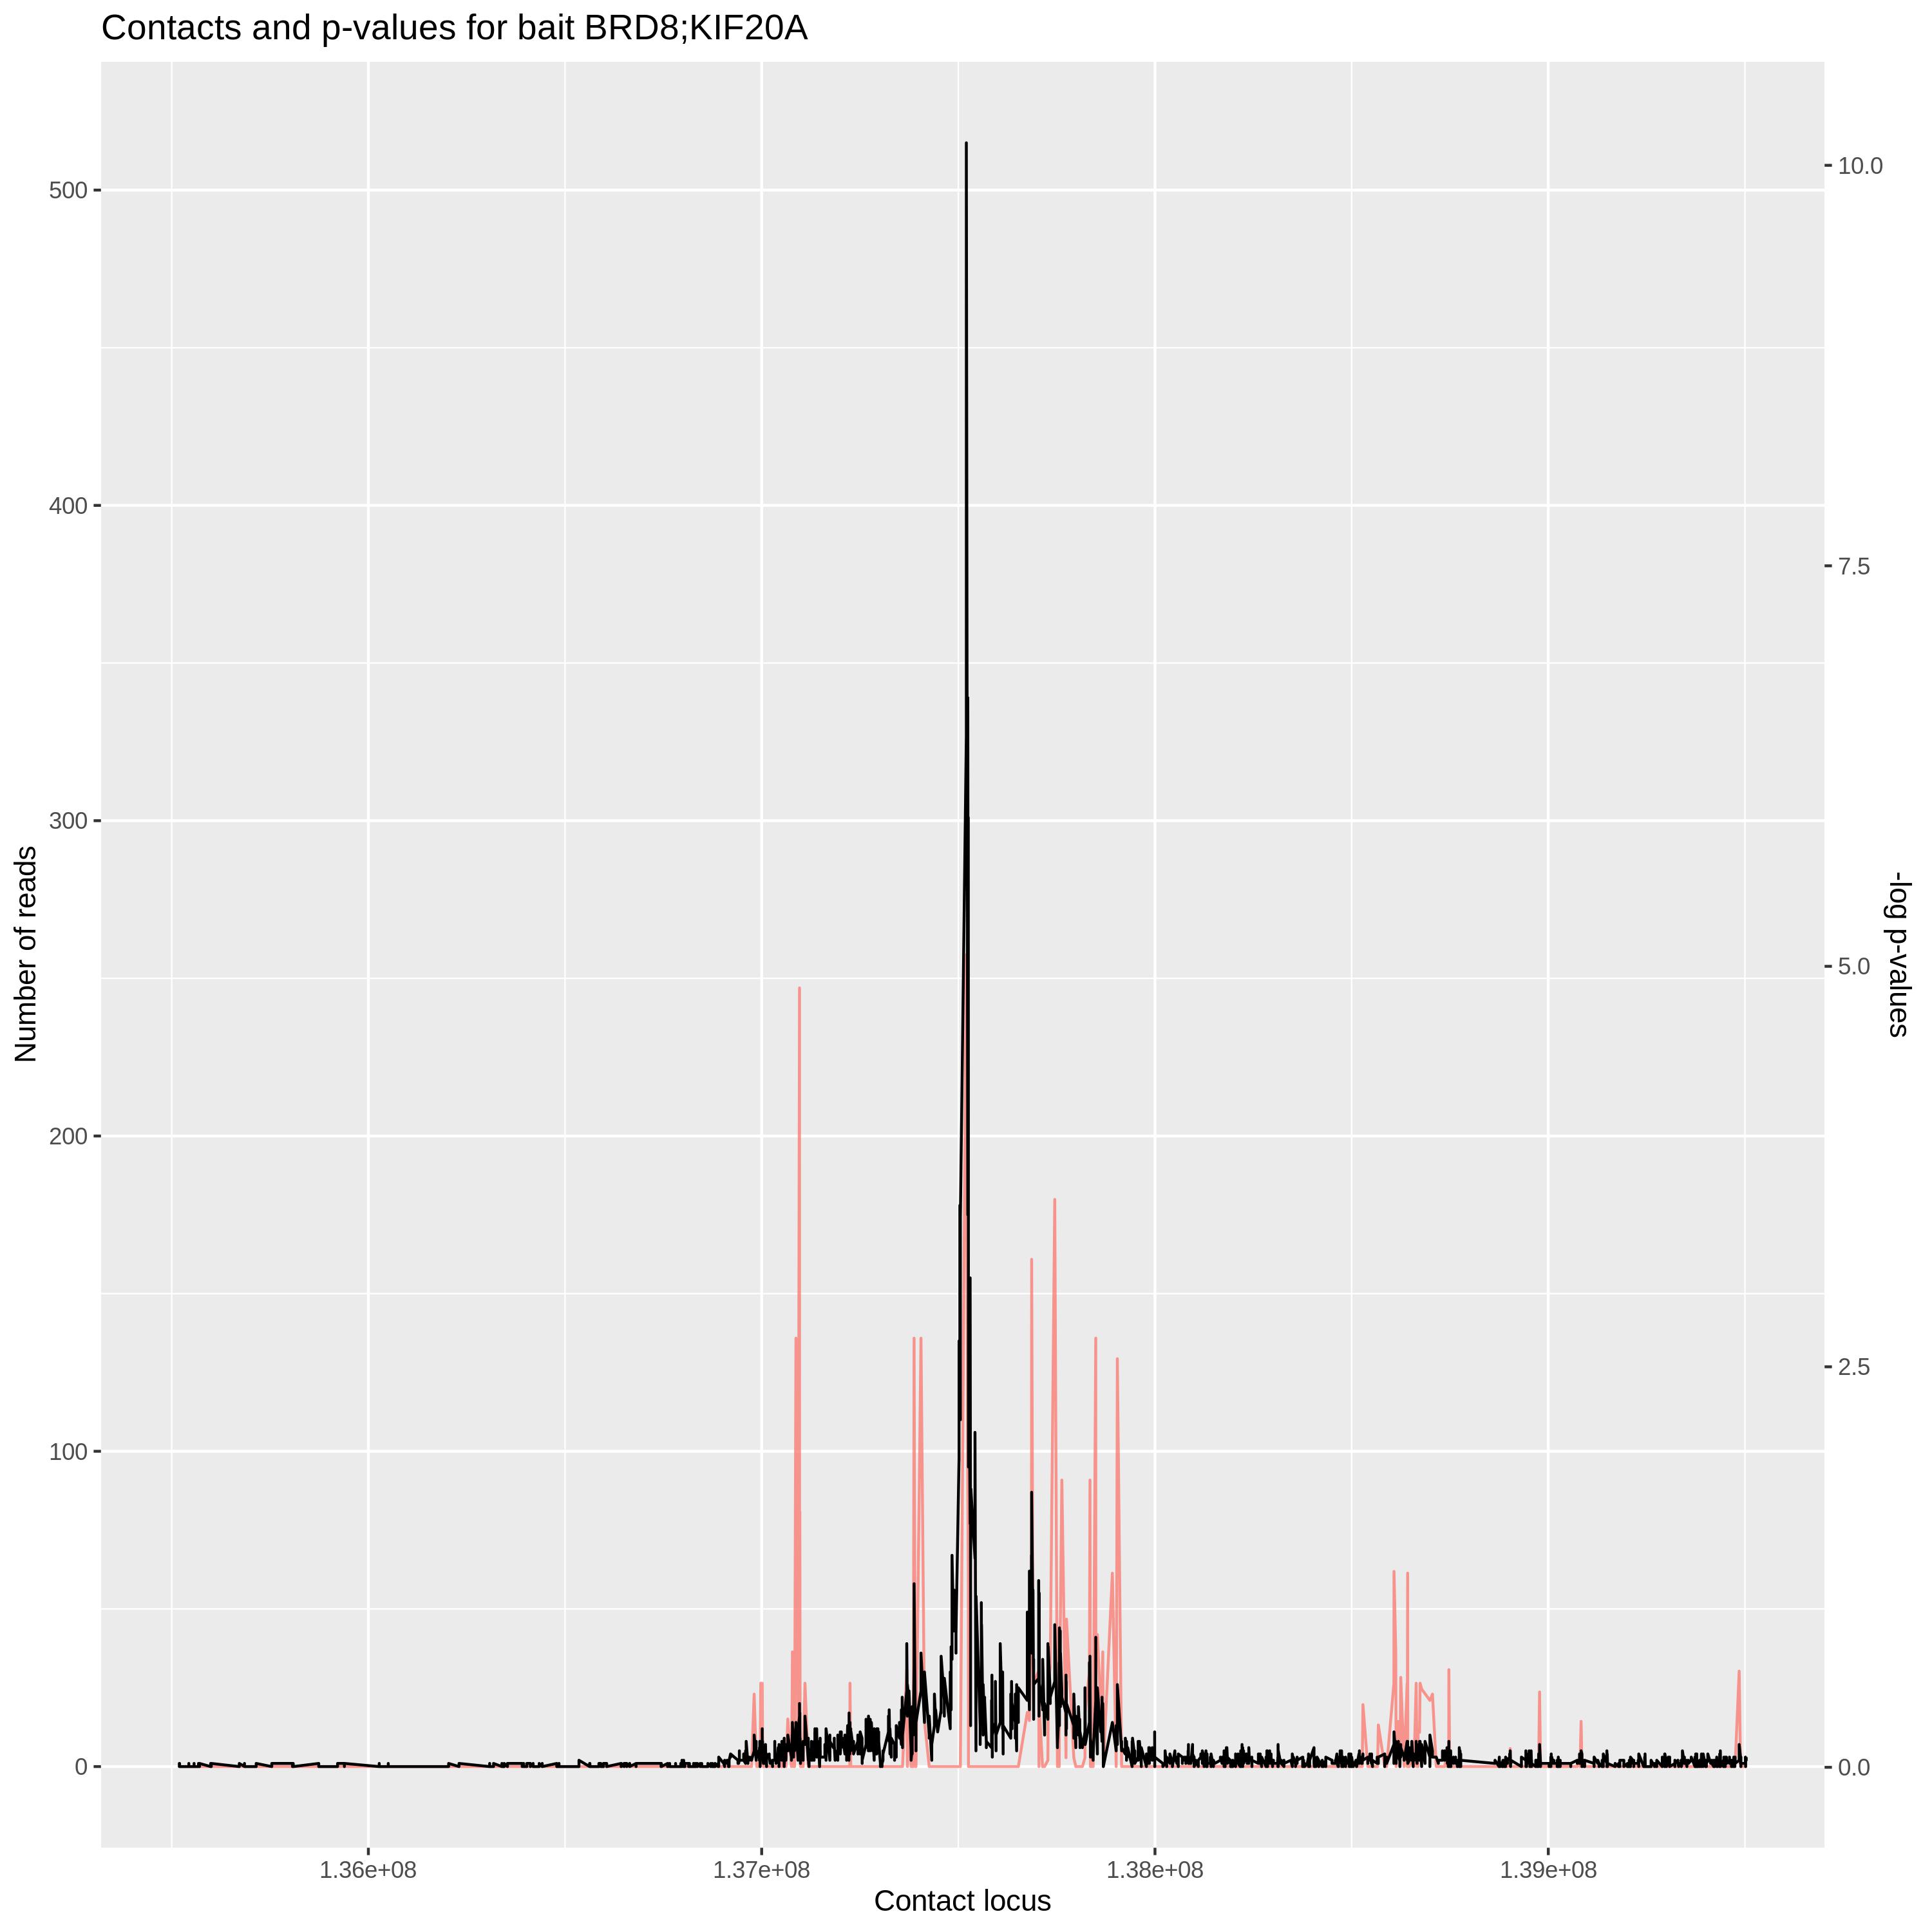 Contacts and p-values for bait BRD8;KIF20A
500
400
300
200
100
0
Number of reads
10.0
7.5
5.0
2.5
0.0
-log p-values
1.36e+08
1.37e+08
1.38e+08
1.39e+08
Contact locus